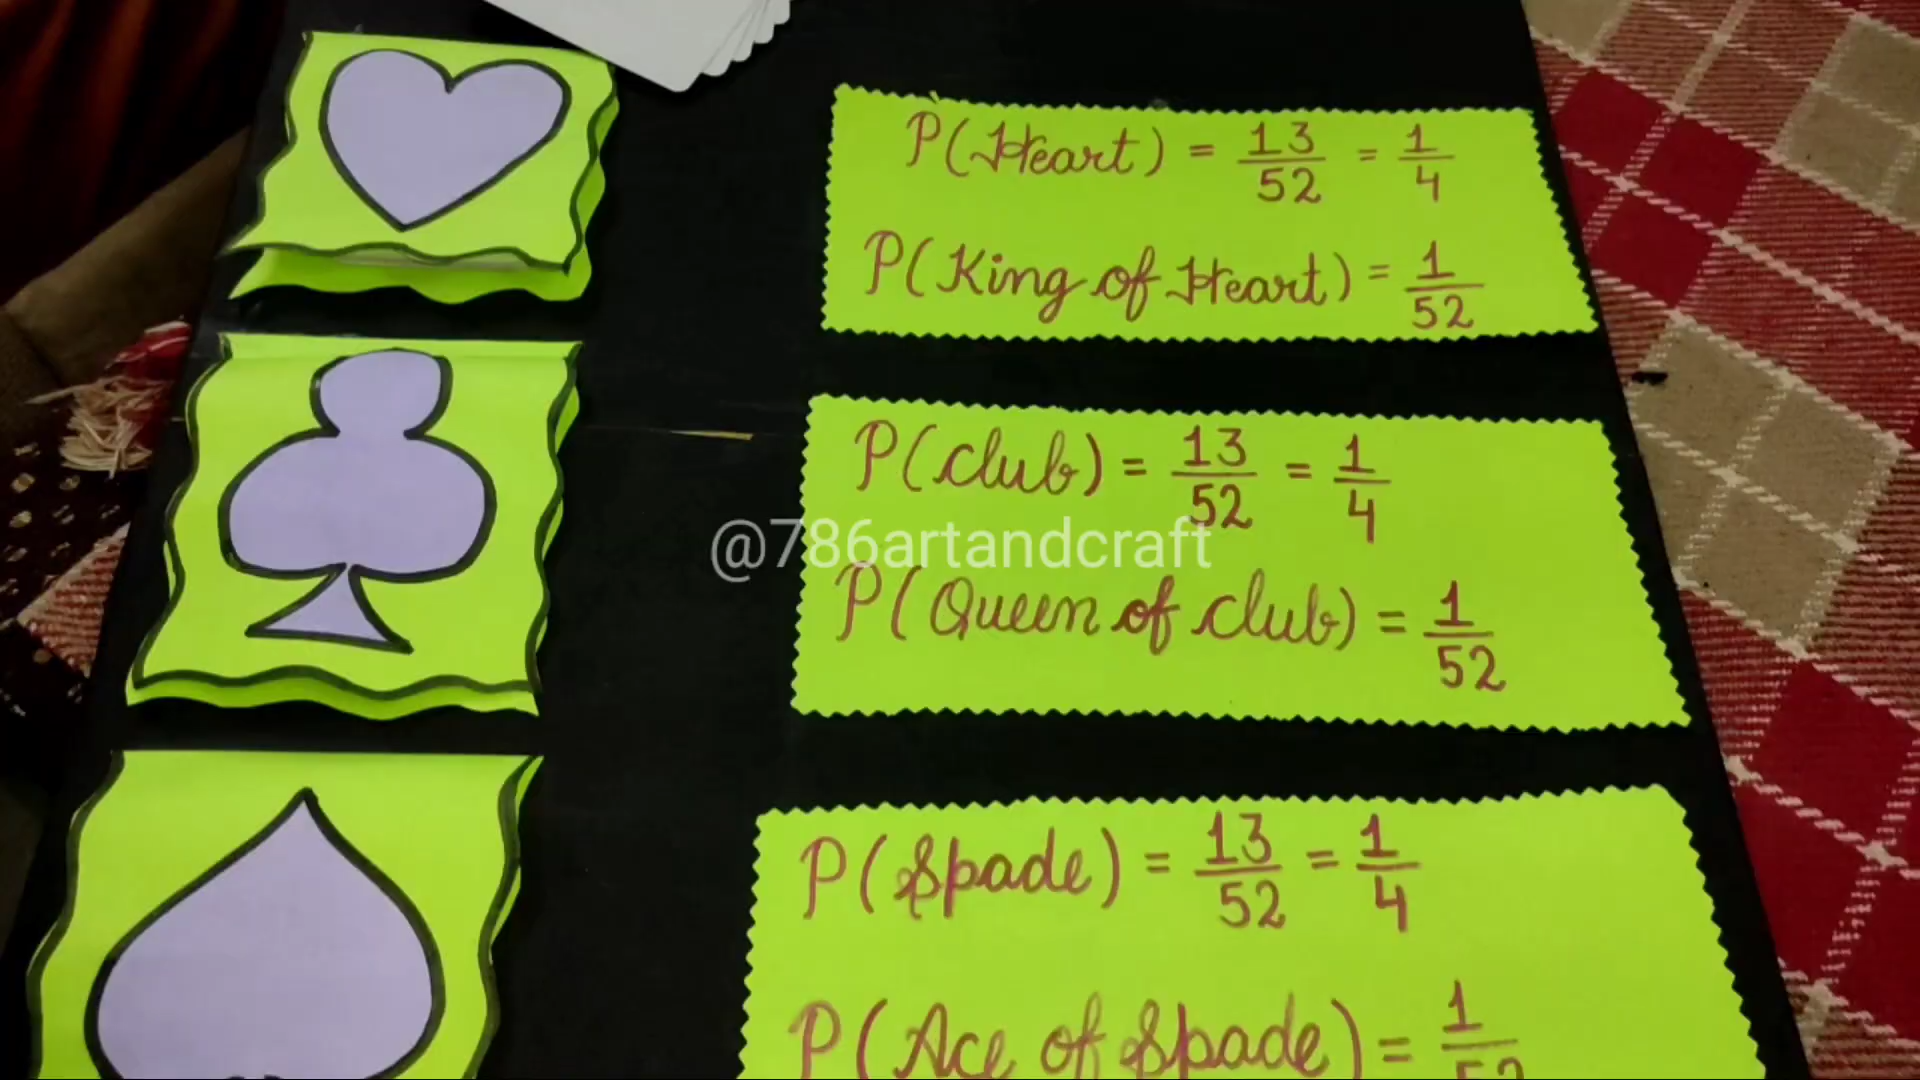 P(Heart) = 13/52 = 1/4
P(King of Heart) = 1/52
P(club) = 13/52 = 1/4
@786artandcraft
P(Queen of club) = 1/52
P(Spade) = 13/52 = 1/4
P(Ace of Spade) = 1/52